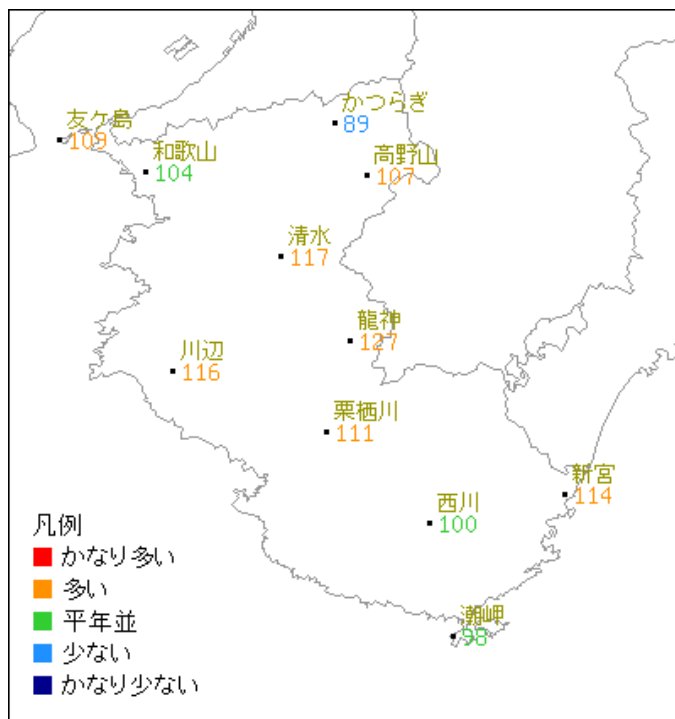 友ケ島
109
和歌山
104
かつらぎ
89
高野山
107
清水
117
龍神
127
川辺
116
栗栖川
111
新宮
114
西川
100
潮岬
98
凡例
かなり多い
多い
平年並
少ない
かなり少ない